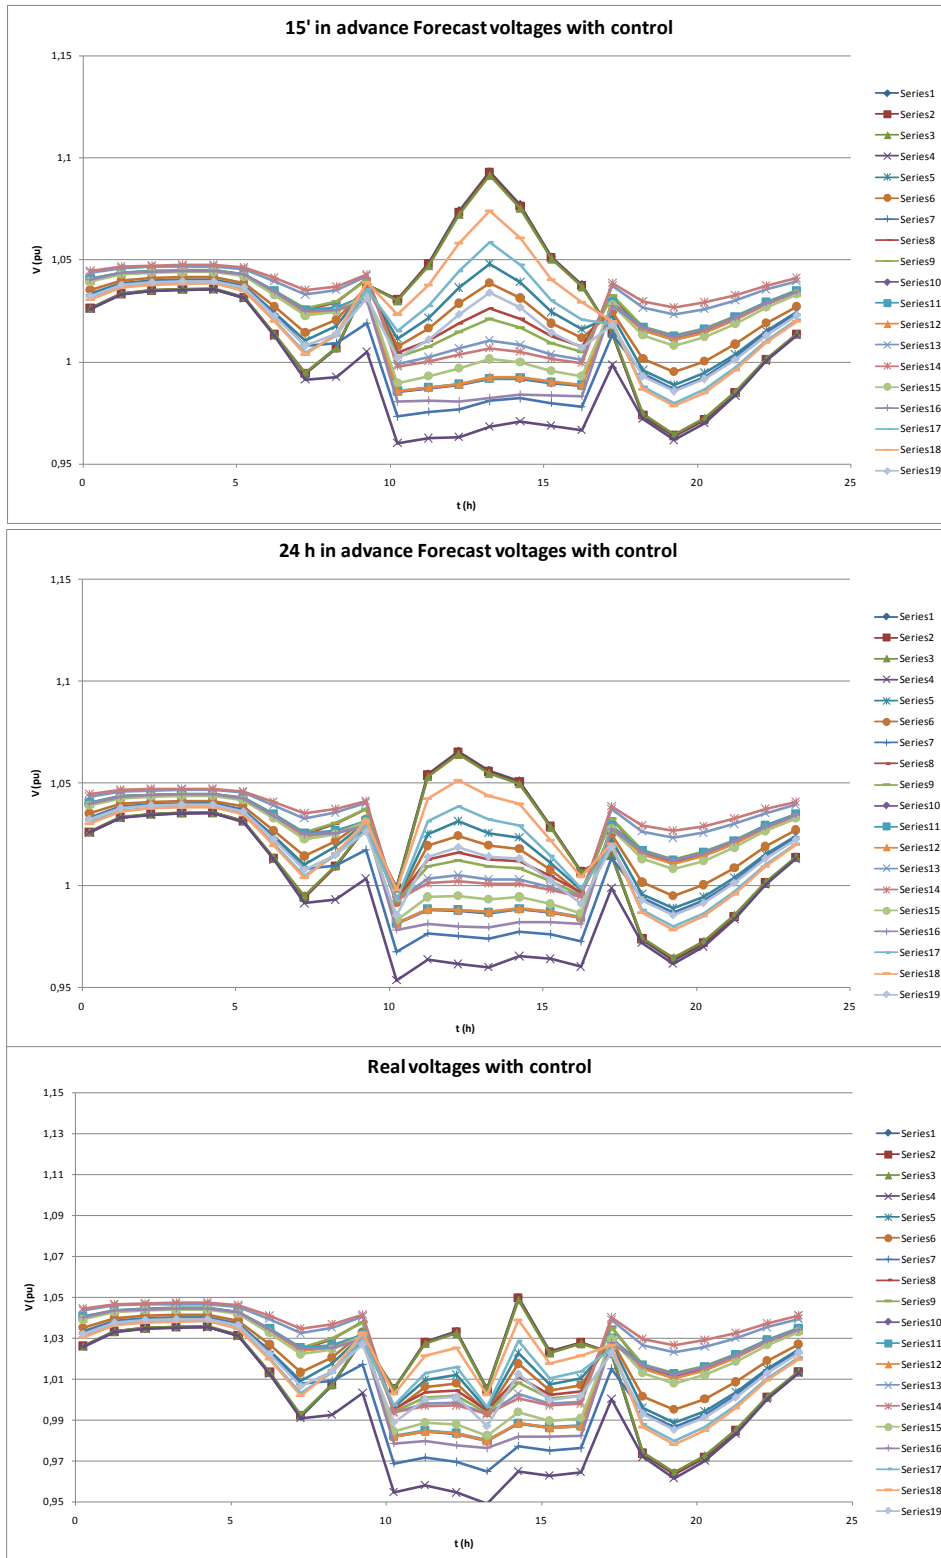 15' in advance Forecast voltages with control
1,15
1,1
1,05
1
0,95
V (pu)
0
5
10
15
20
25
t (h)
Series1
Series2
Series3
Series4
Series5
Series6
Series7
Series8
Series9
Series10
Series11
Series12
Series13
Series14
Series15
Series16
Series17
Series18
Series19
24 h in advance Forecast voltages with control
1,15
1,1
1,05
1
0,95
V (pu)
0
5
10
15
20
25
t (h)
Series1
Series2
Series3
Series4
Series5
Series6
Series7
Series8
Series9
Series10
Series11
Series12
Series13
Series14
Series15
Series16
Series17
Series18
Series19
Real voltages with control
1,15
1,13
1,11
1,09
1,07
1,05
1,03
1,01
0,99
0,97
0,95
V (pu)
0
5
10
15
20
25
t (h)
Series1
Series2
Series3
Series4
Series5
Series6
Series7
Series8
Series9
Series10
Series11
Series12
Series13
Series14
Series15
Series16
Series17
Series18
Series19